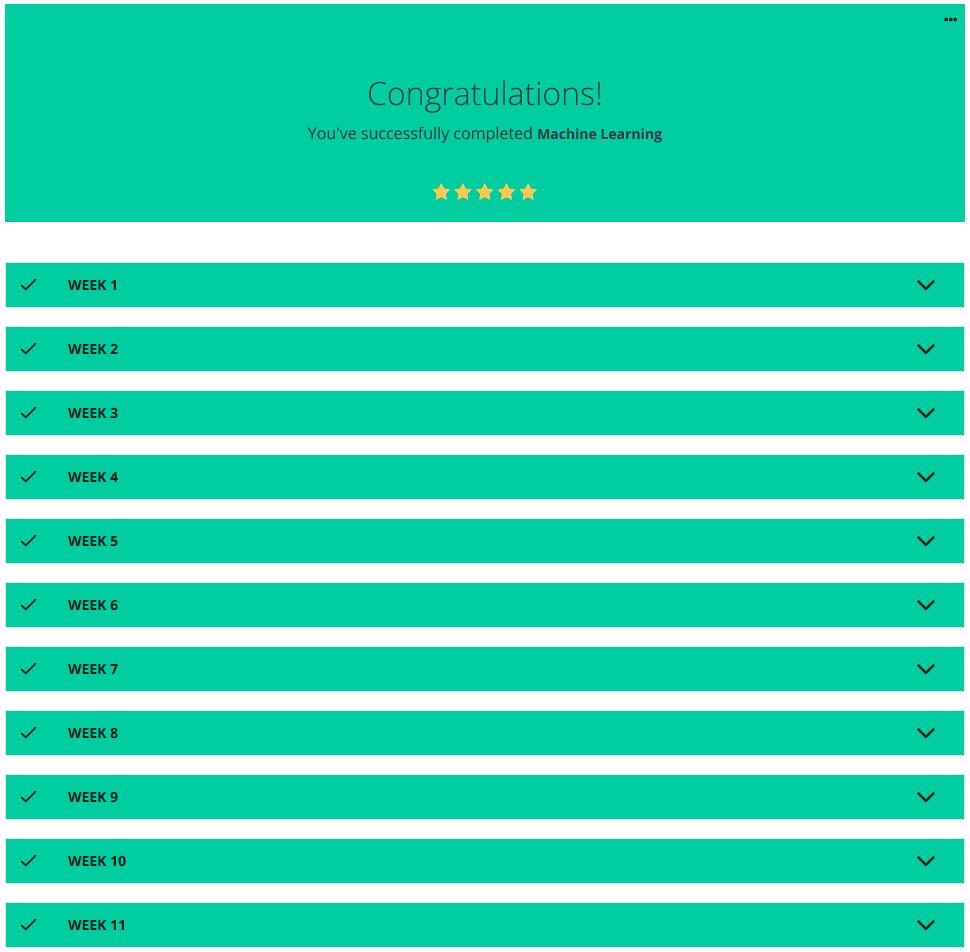 Congratulations!
You've successfully completed Machine Learning
WEEK 1
WEEK 2
WEEK 3
WEEK 4
WEEK 5
WEEK 6
WEEK 7
WEEK 8
WEEK 9
WEEK 10
WEEK 11